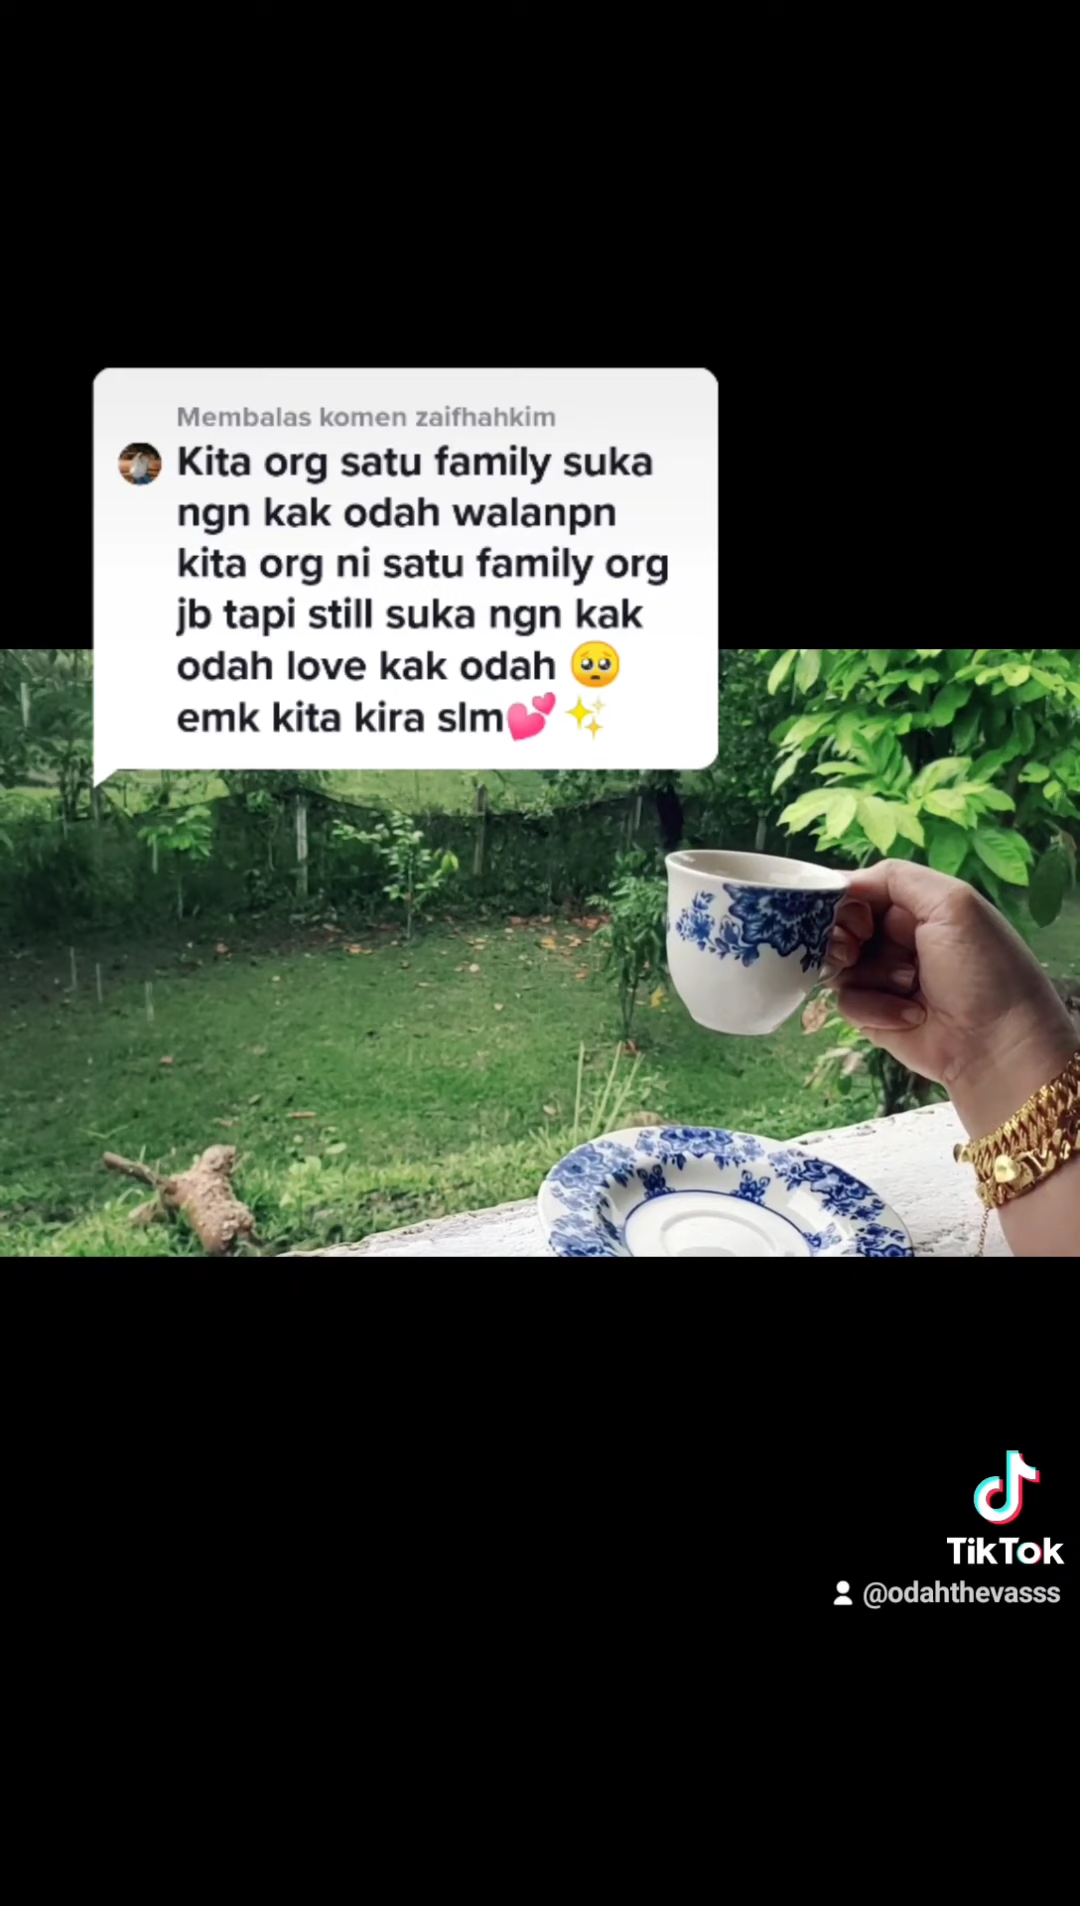 Membalas komen zaifhahkim
Kita org satu family suka
ngn kak odah walanpn
kita org ni satu family org
jb tapi still suka ngn kak
odah love kak odah 🥺
emk kita kira slm💕✨
TikTok
@odahthevasss